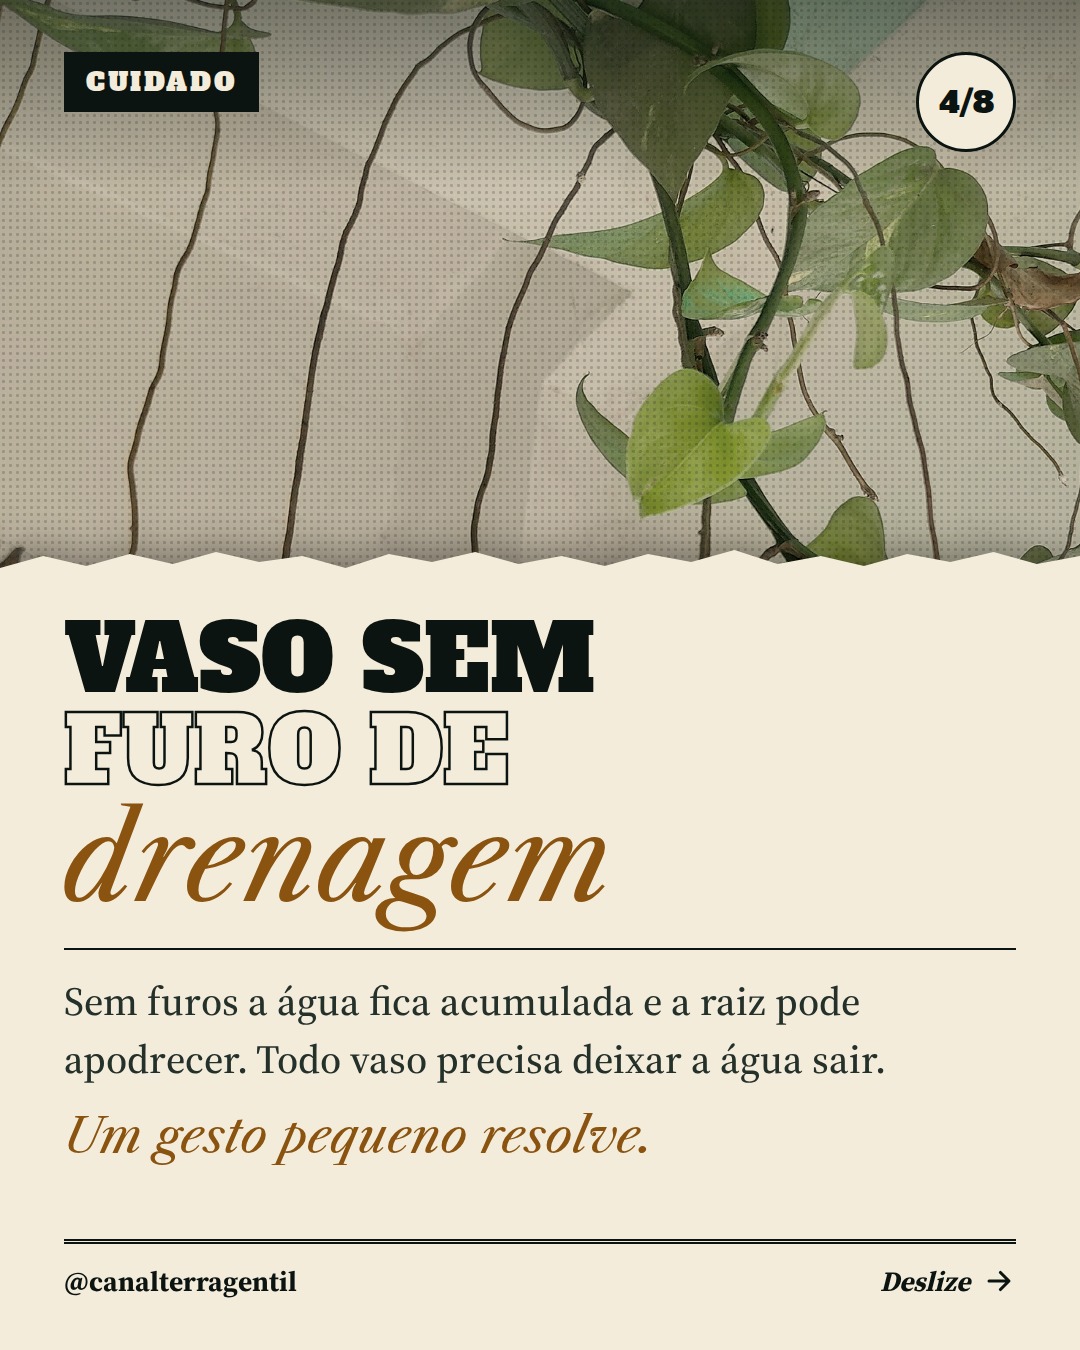 CUIDADO
4/8
VASO SEM
FURO DE
drenagem
Sem furos a água fica acumulada e a raiz pode
apodrecer. Todo vaso precisa deixar a água sair.
Um gesto pequeno resolve.
@canalterragentil
Deslize →